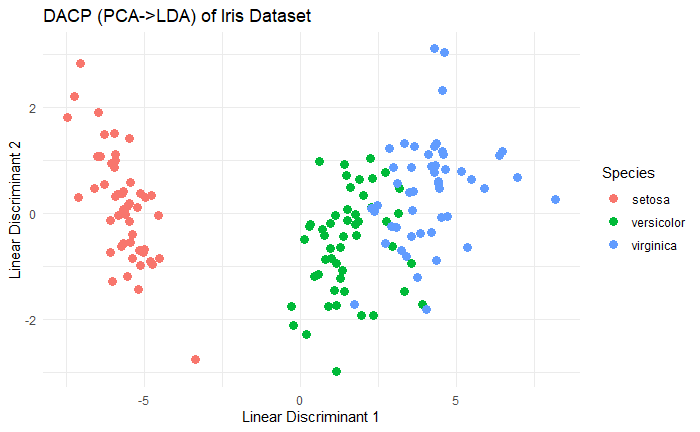 DACP (PCA->LDA) of Iris Dataset
Linear Discriminant 2
2
0
-2
-5
0
5
Linear Discriminant 1
Species
setosa
versicolor
virginica